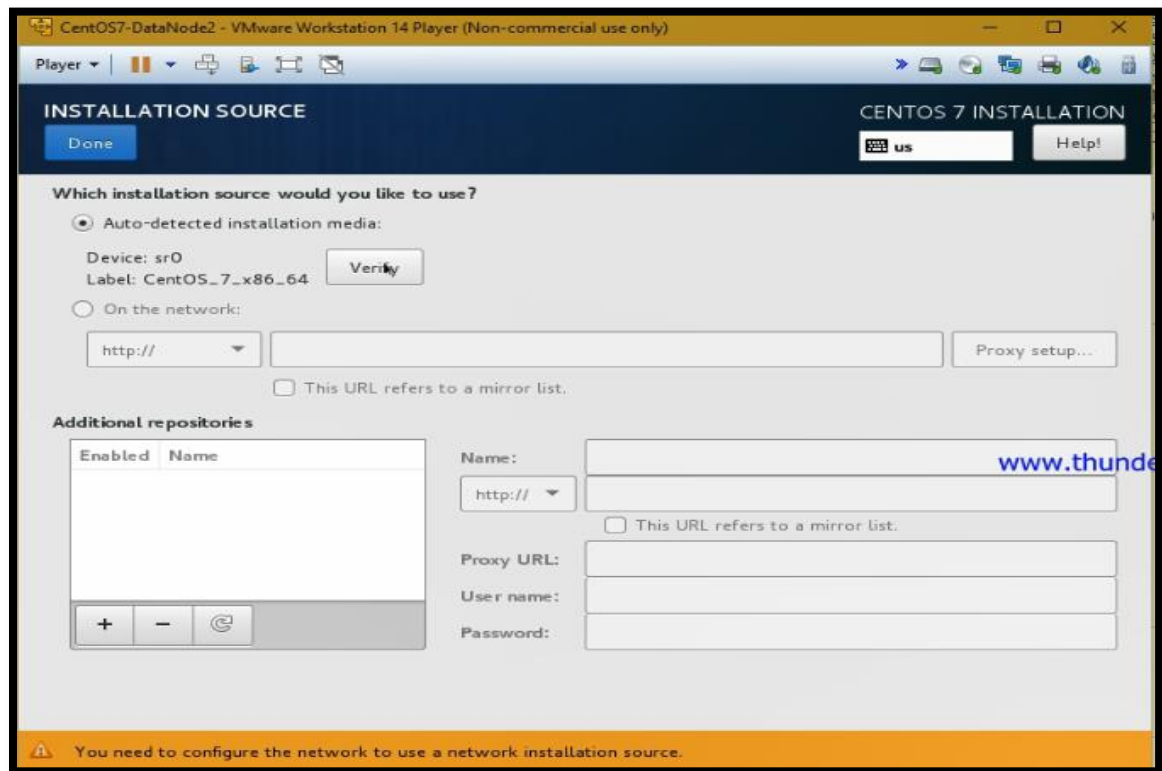 CentOS7-DataNode2 - VMware Workstation 14 Player (Non-commercial use only)
Player
INSTALLATION SOURCE
CENTOS 7 INSTALLATION
Done
us
Help!
Which installation source would you like to use?
Auto-detected installation media:
Device: sr0
Label: CentOS_7_x86_64
Verify
On the network:
http://
Proxy setup...
This URL refers to a mirror list.
Additional repositories
Enabled Name
Name:
www.thunde
http://
This URL refers to a mirror list.
Proxy URL:
User name:
Password:
You need to configure the network to use a network installation source.